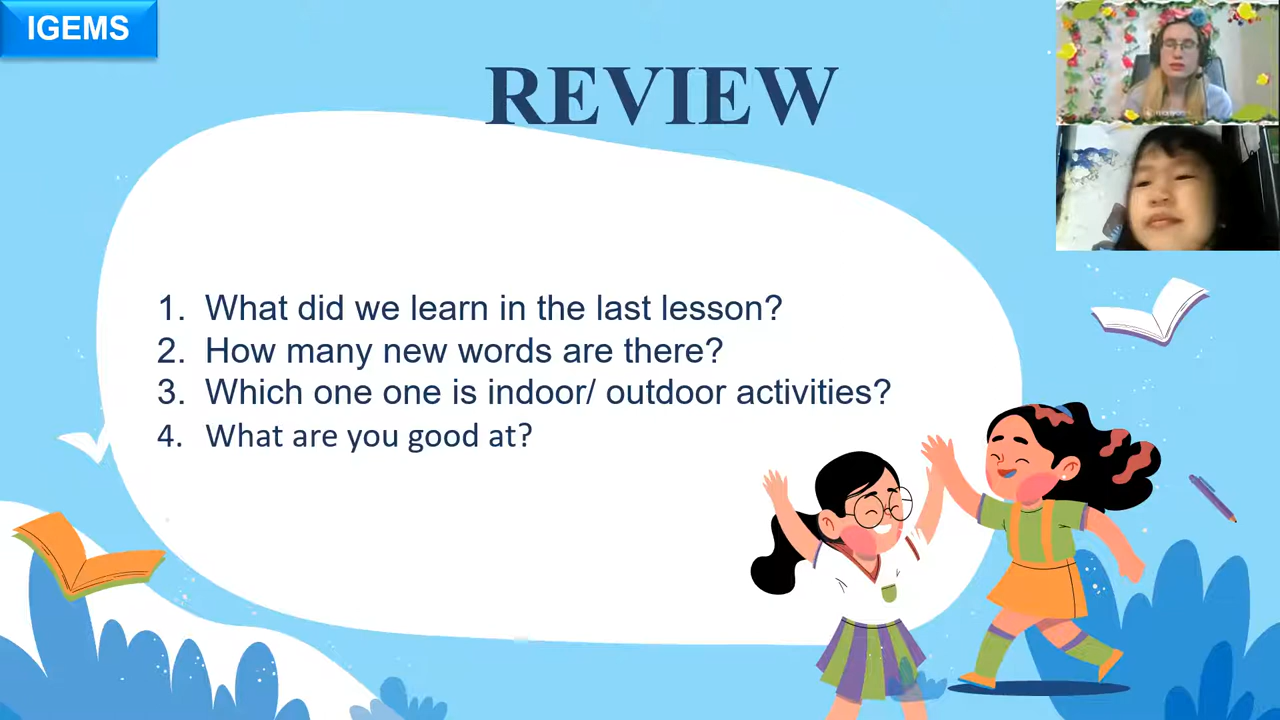 IGEMS
REVIEW
1. What did we learn in the last lesson?
2. How many new words are there?
3. Which one one is indoor/ outdoor activities?
4. What are you good at?